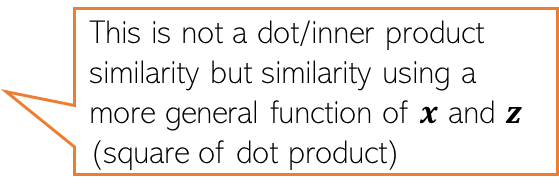 This is not a dot/inner product
similarity but similarity using a
more general function of x and z
(square of dot product)